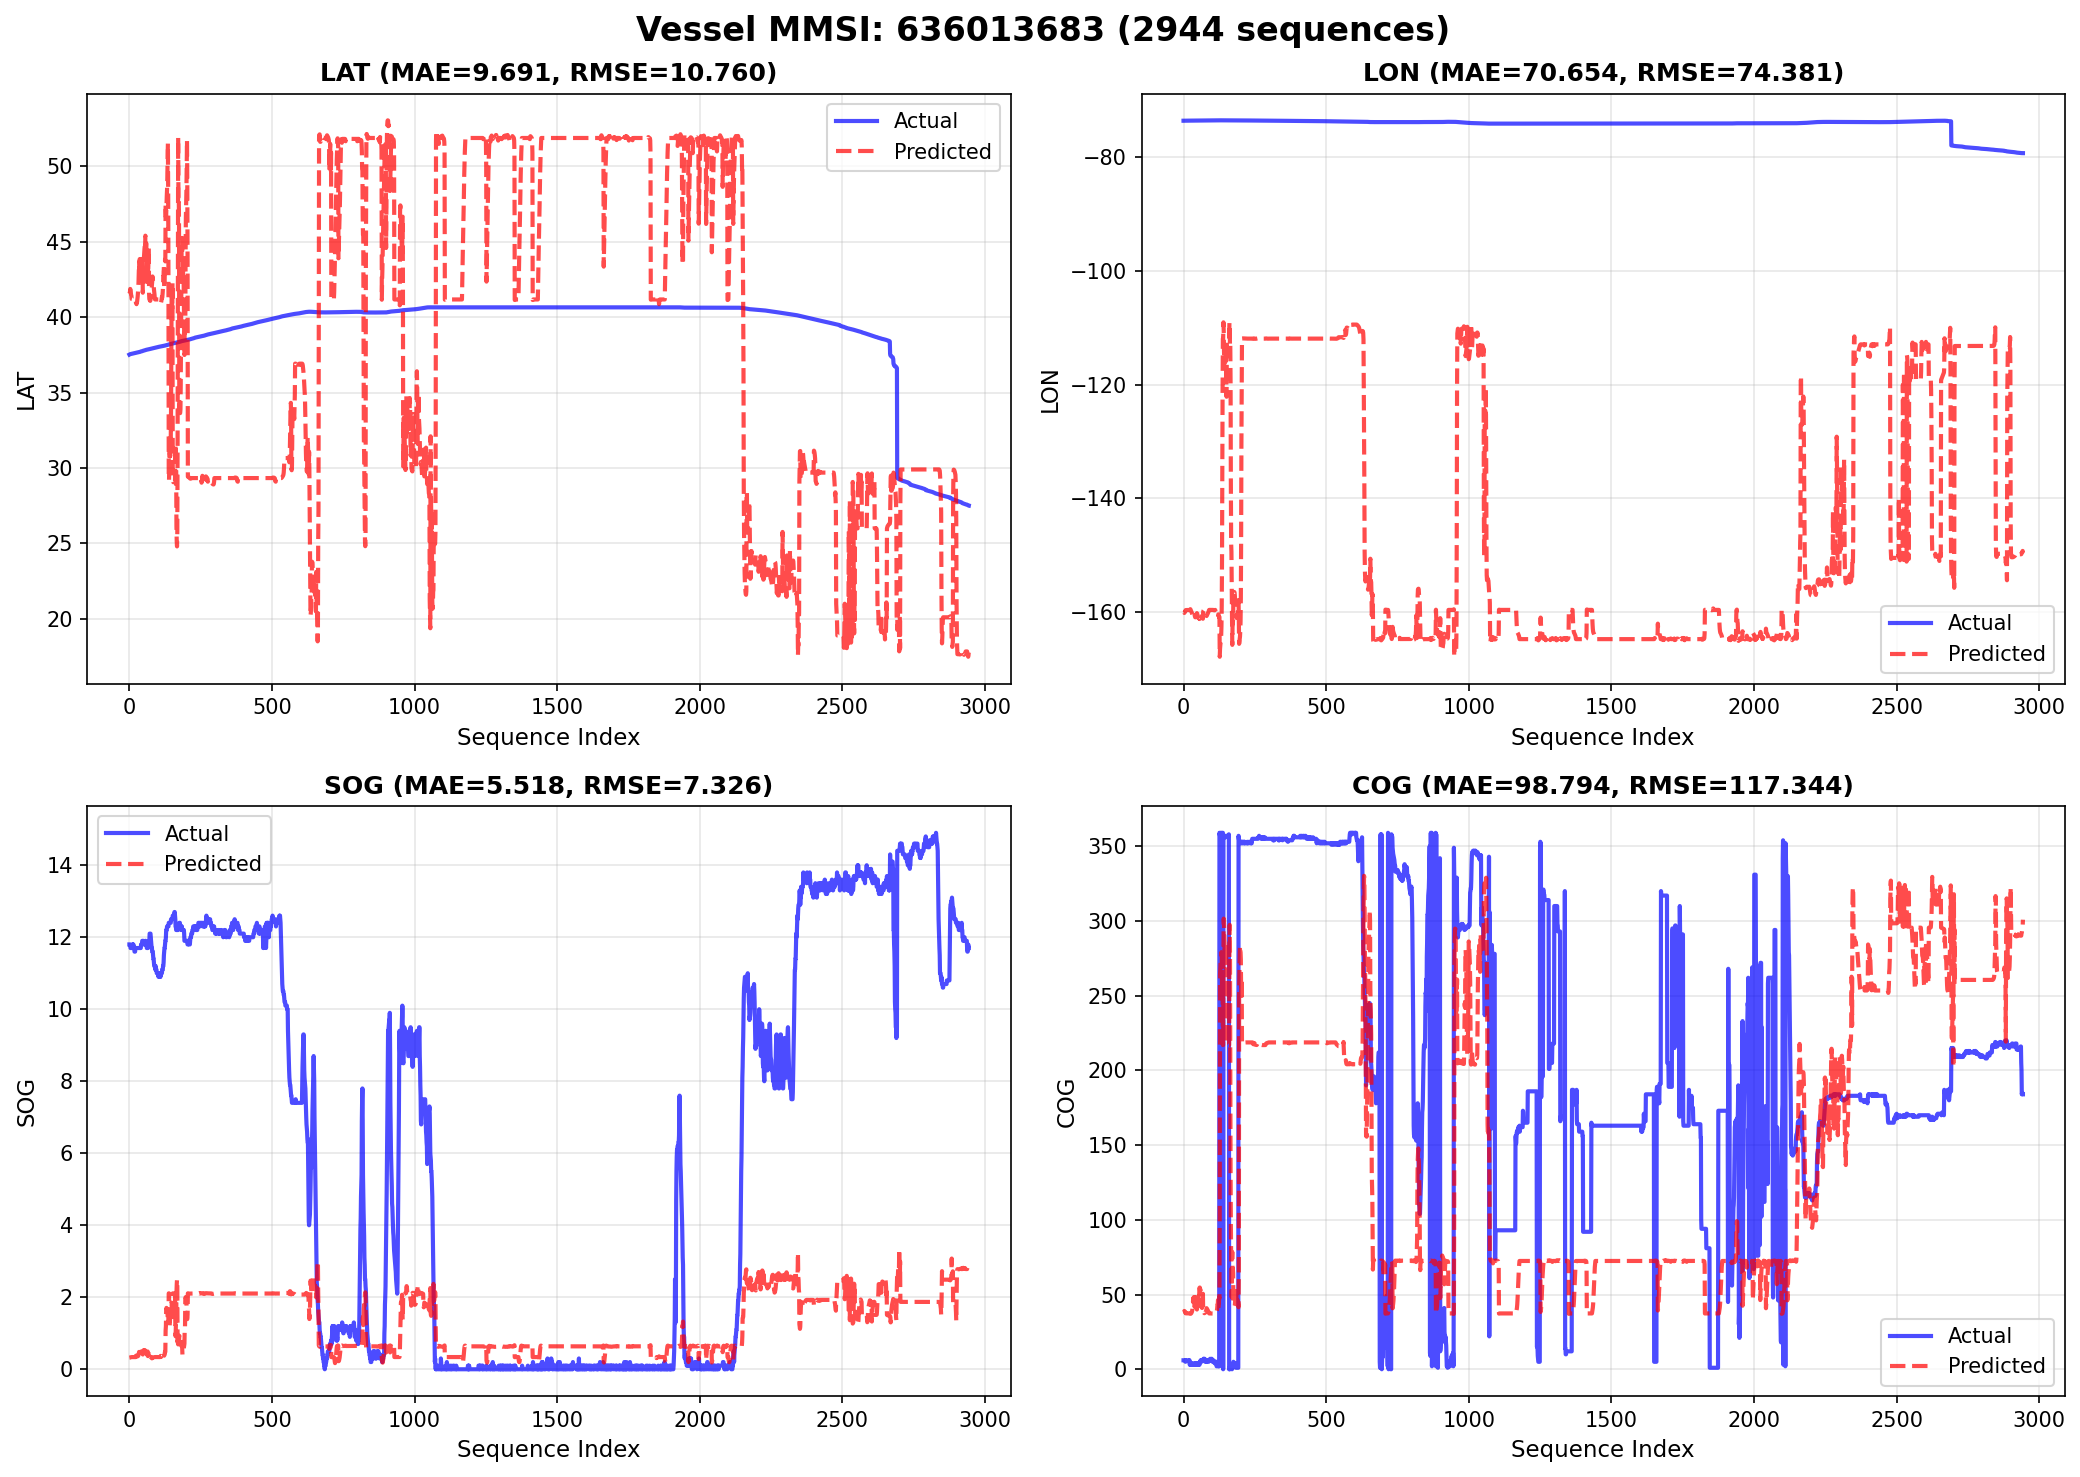 Vessel MMSI: 636013683 (2944 sequences)
LAT (MAE=9.691, RMSE=10.760)
50
45
40
35
30
25
20
LAT
0 500 1000 1500 2000 2500 3000
Sequence Index
Actual
Predicted
LON (MAE=70.654, RMSE=74.381)
−80
−100
−120
−140
−160
LON
0 500 1000 1500 2000 2500 3000
Sequence Index
Actual
Predicted
SOG (MAE=5.518, RMSE=7.326)
14
12
10
8
6
4
2
0
SOG
0 500 1000 1500 2000 2500 3000
Sequence Index
Actual
Predicted
COG (MAE=98.794, RMSE=117.344)
350
300
250
200
150
100
50
0
COG
0 500 1000 1500 2000 2500 3000
Sequence Index
Actual
Predicted